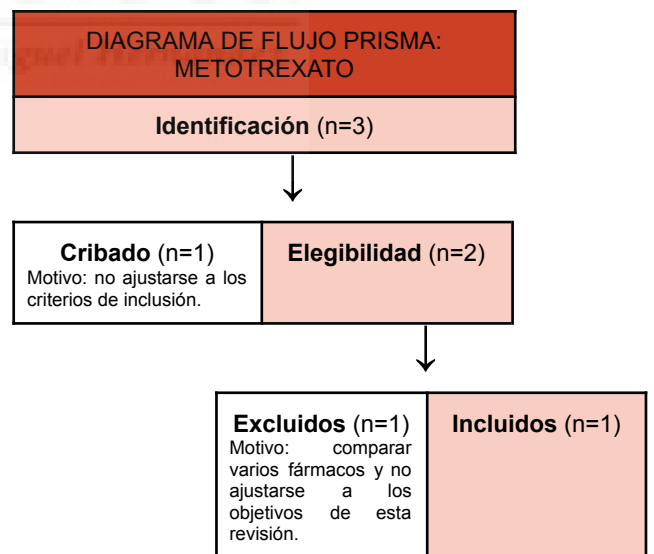 DIAGRAMA DE FLUJO PRISMA:
METOTREXATO
Identificación (n=3)
Cribado (n=1)
Motivo: no ajustarse a los
criterios de inclusión.
Elegibilidad (n=2)
Excluidos (n=1)
Motivo: comparar
varios fármacos y no
ajustarse a los
objetivos de esta
revisión.
Incluidos (n=1)